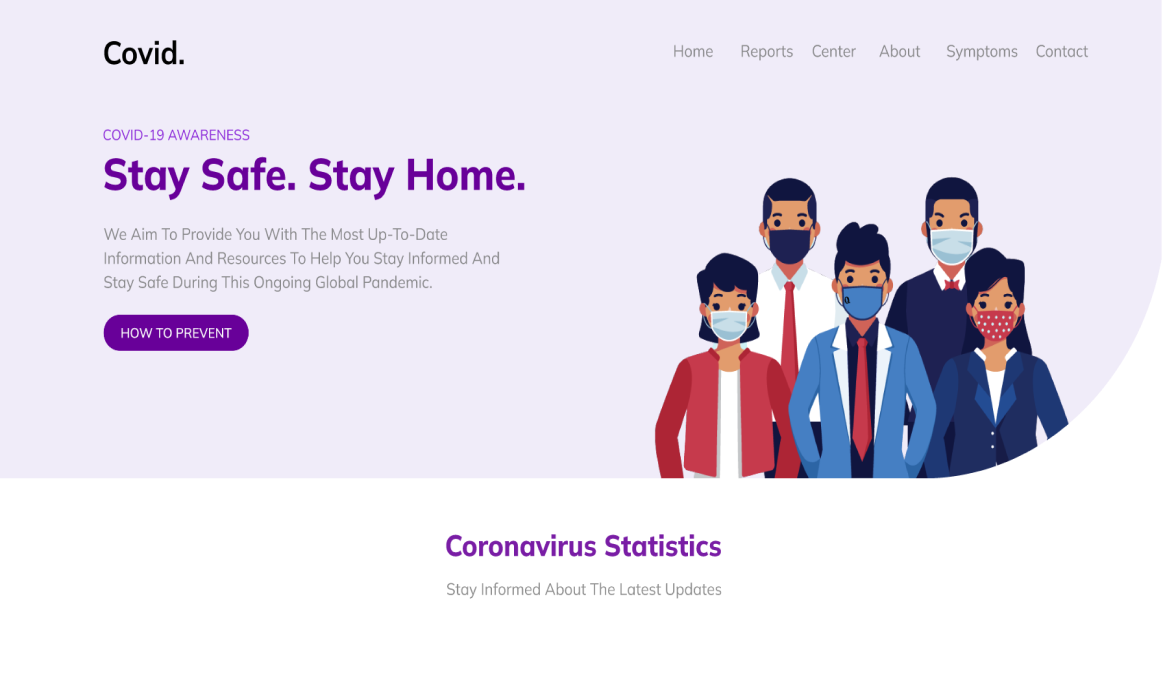 Covid.
Home Reports Center About Symptoms Contact
COVID-19 AWARENESS
Stay Safe. Stay Home.
We Aim To Provide You With The Most Up-To-Date
Information And Resources To Help You Stay Informed And
Stay Safe During This Ongoing Global Pandemic.
HOW TO PREVENT
Coronavirus Statistics
Stay Informed About The Latest Updates